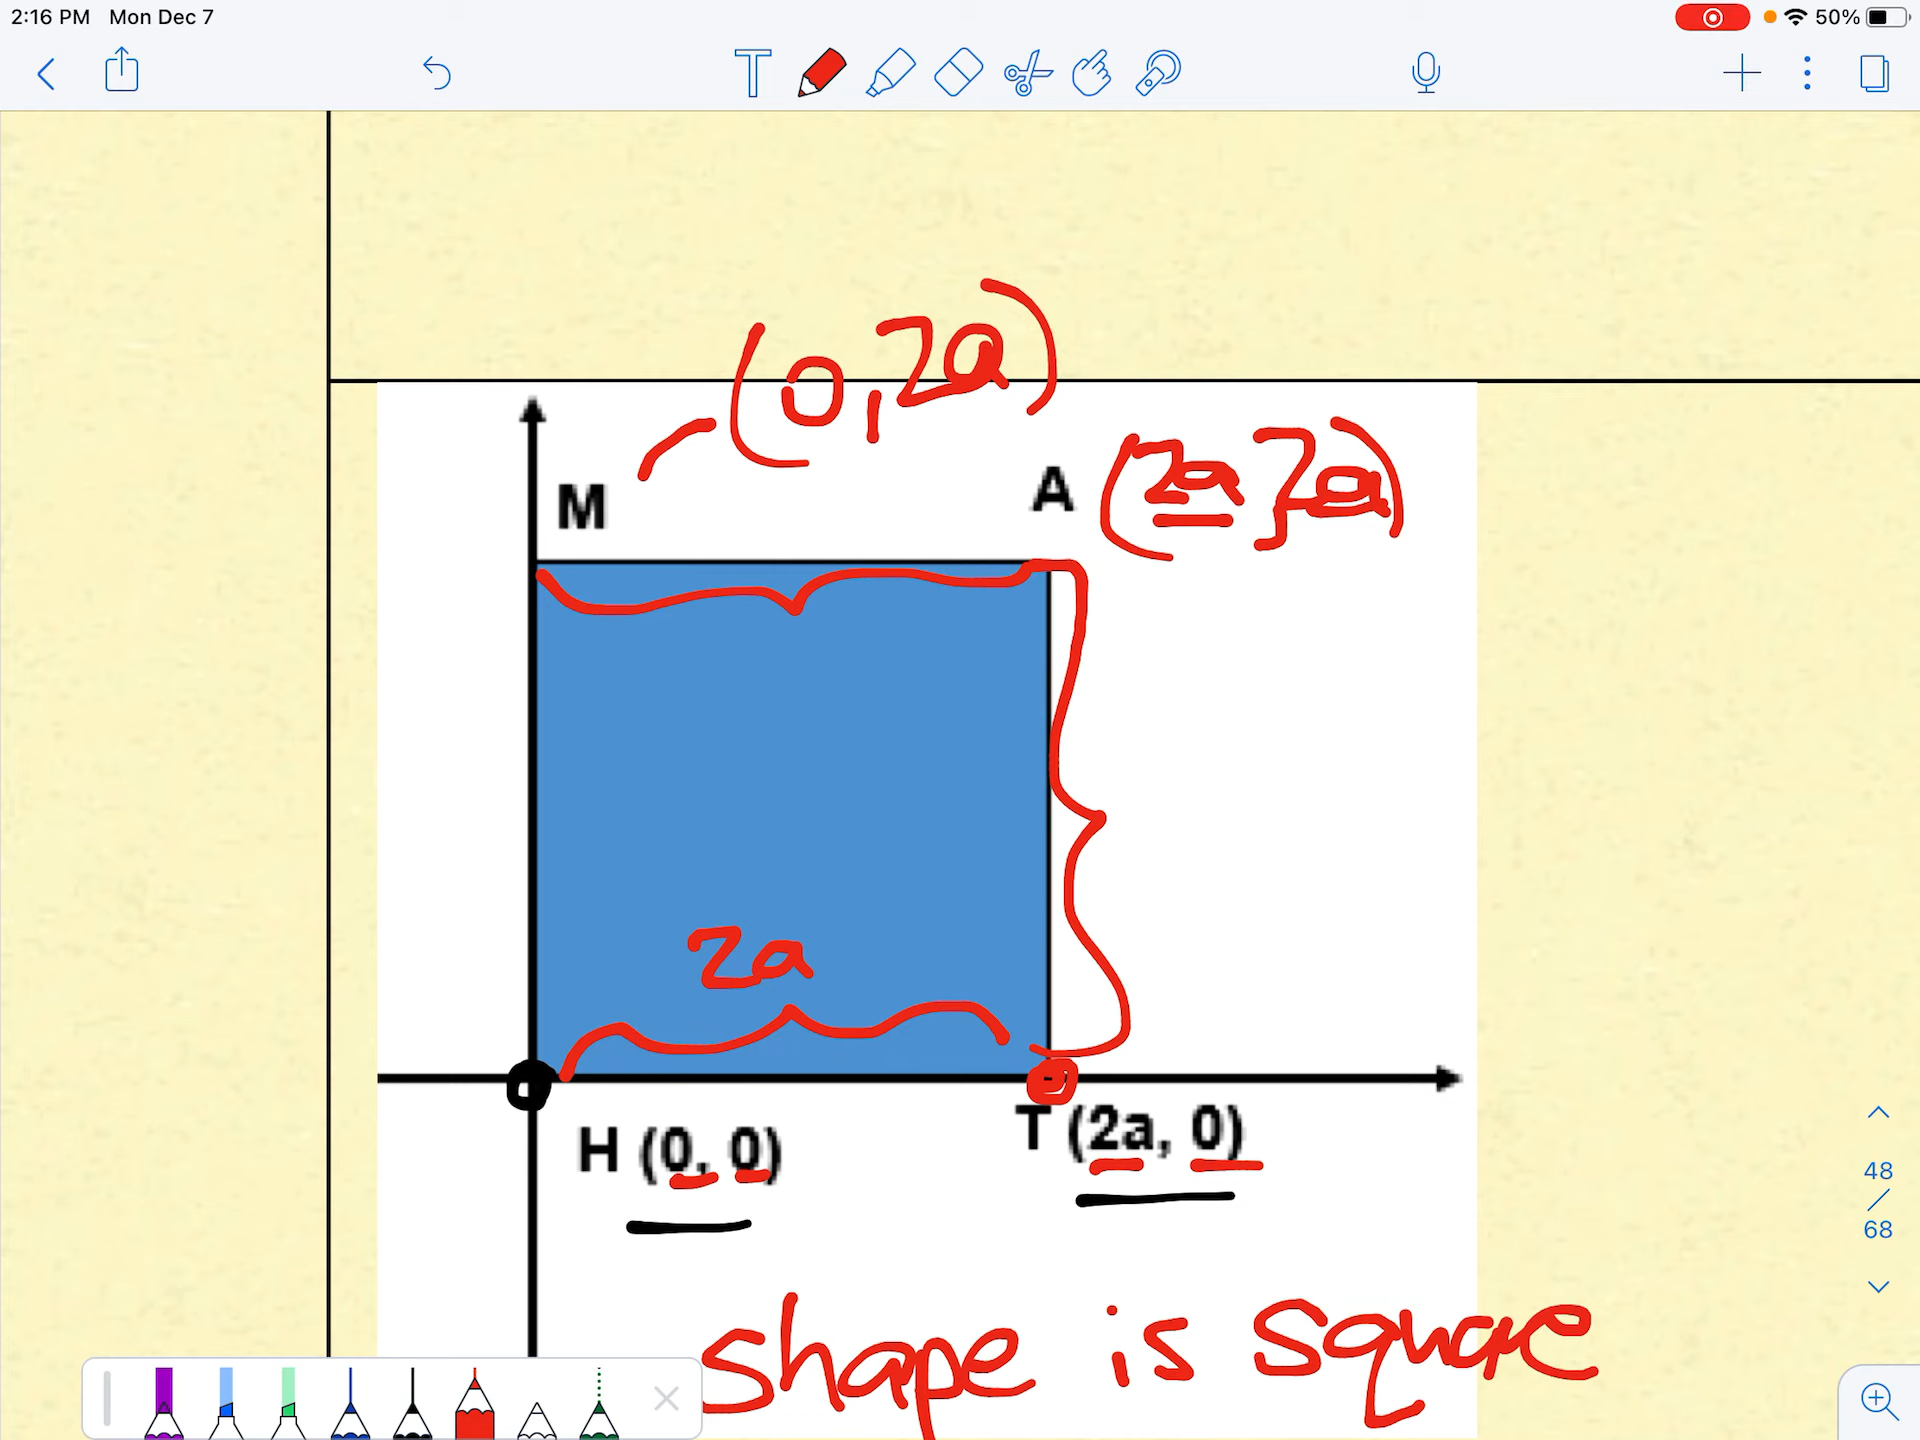 2:16 PM Mon Dec 7
50%
T
(0,2a)
M
A (2a, 2a)
2a
H (0, 0)
T (2a, 0)
48
/
68
shape is square